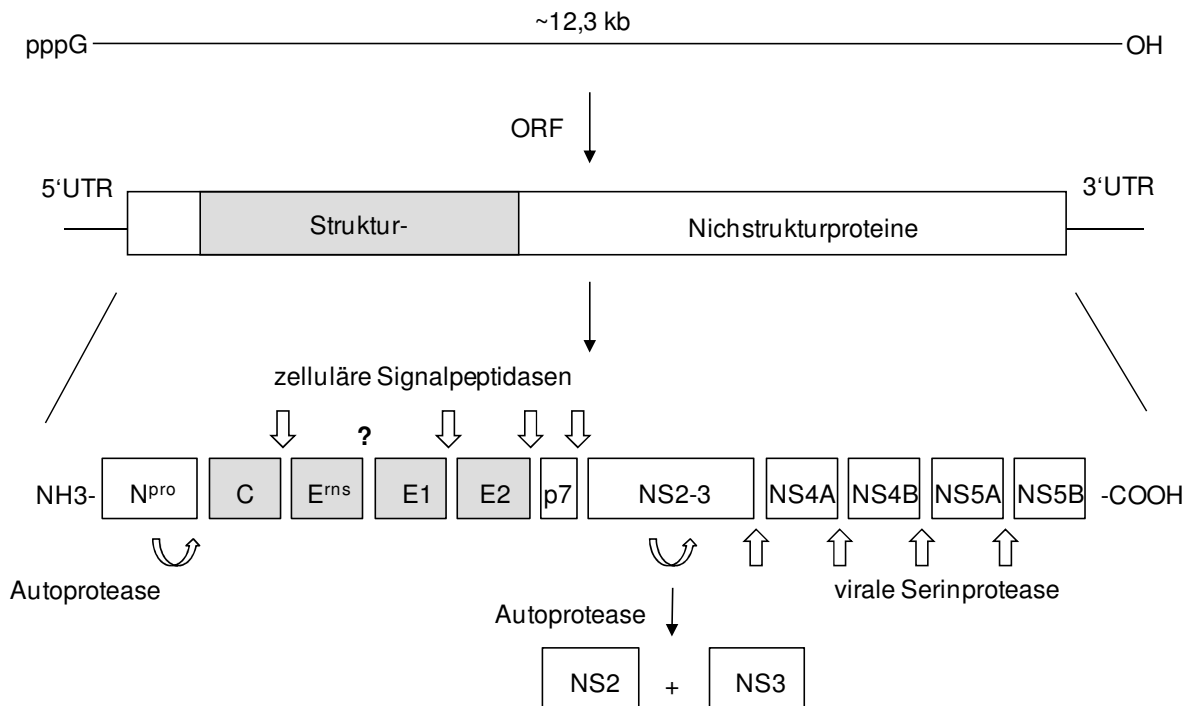 ~12,3 kb
pppG OH
ORF
5‘UTR 3‘UTR
Struktur- Nichstrukturproteine
zelluläre Signalpeptidasen
?
NH3- Npro C Erns E1 E2 p7 NS2-3 NS4A NS4B NS5A NS5B -COOH
Autoprotease virale Serinprotease
Autoprotease
NS2 + NS3